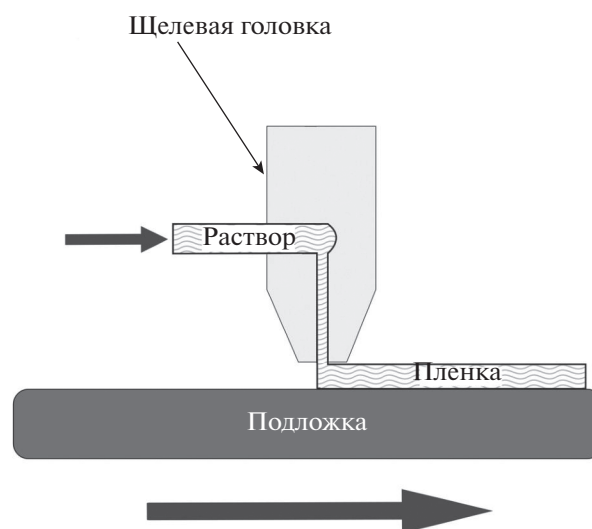 Щелевая головка
Раствор
Пленка
Подложка